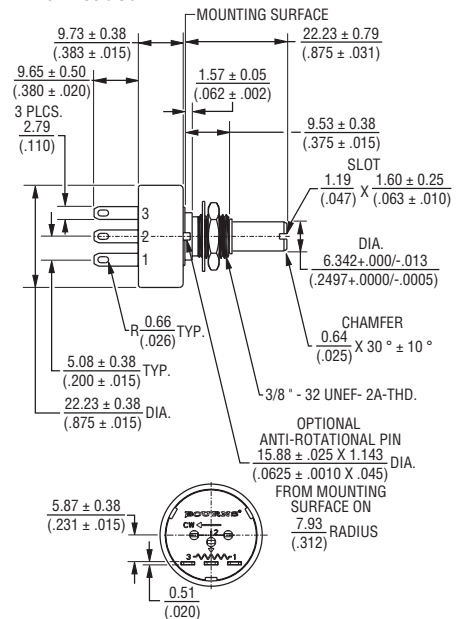 MOUNTING SURFACE
9.73 ± 0.38
(.383 ± .015)
22.23 ± 0.79
(.875 ± .031)
9.65 ± 0.50
(.380 ± .020)
1.57 ± 0.05
(.062 ± .002)
3 PLCS.
2.79
(.110)
9.53 ± 0.38
(.375 ± .015)
SLOT
1.19
(.047)
X
1.60 ± 0.25
(.063 ± .010)
3
2
1
DIA.
6.342+.000/-.013
(.2497+.0000/-.0005)
R 0.66
(.026)
TYP.
CHAMFER
0.64
(.025)
X 30 ° ± 10 °
5.08 ± 0.38
(.200 ± .015)
TYP.
3/8 " - 32 UNEF- 2A-THD.
22.23 ± 0.38
(.875 ± .015)
DIA.
OPTIONAL
ANTI-ROTATIONAL PIN
15.88 ± .025 X 1.143
(.0625 ± .0010 X .045)
DIA.
FROM MOUNTING
SURFACE ON
7.93
(.312)
RADIUS
5.87 ± 0.38
(.231 ± .015)
BOURNS®
CW
2
3
1
0.51
(.020)